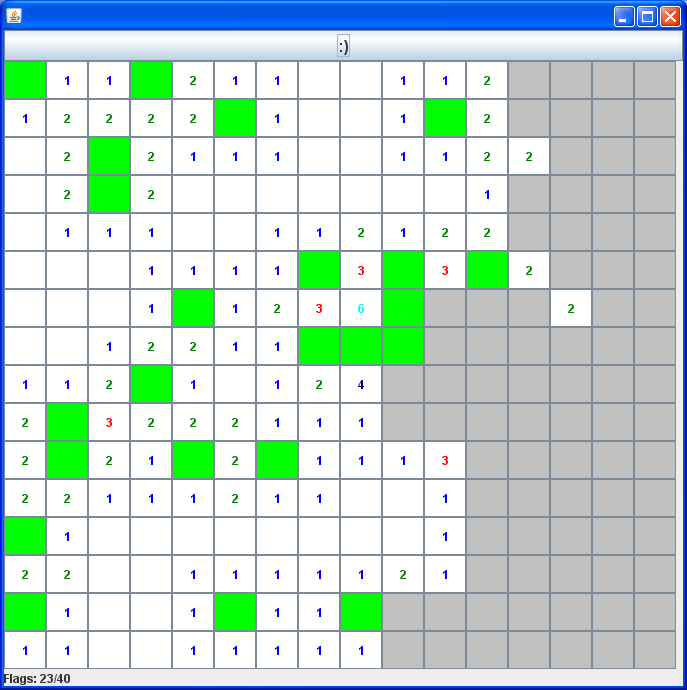 :)
1 1 2 1 1 1 1 2
1 2 2 2 2 1 1 2
2 2 1 1 1 1 1 2 2
2 2 1
1 1 1 1 1 2 1 2 2
1 1 1 1 3 3 2
1 1 2 3 6 2
1 2 2 1 1
1 1 2 1 1 2 4
2 3 2 2 2 1 1 1
2 2 1 2 1 1 1 3
2 2 1 1 1 2 1 1 1
1 1
2 2 1 1 1 1 1 2 1
1 1 1 1
1 1 1 1 1 1 1
Flags: 23/40